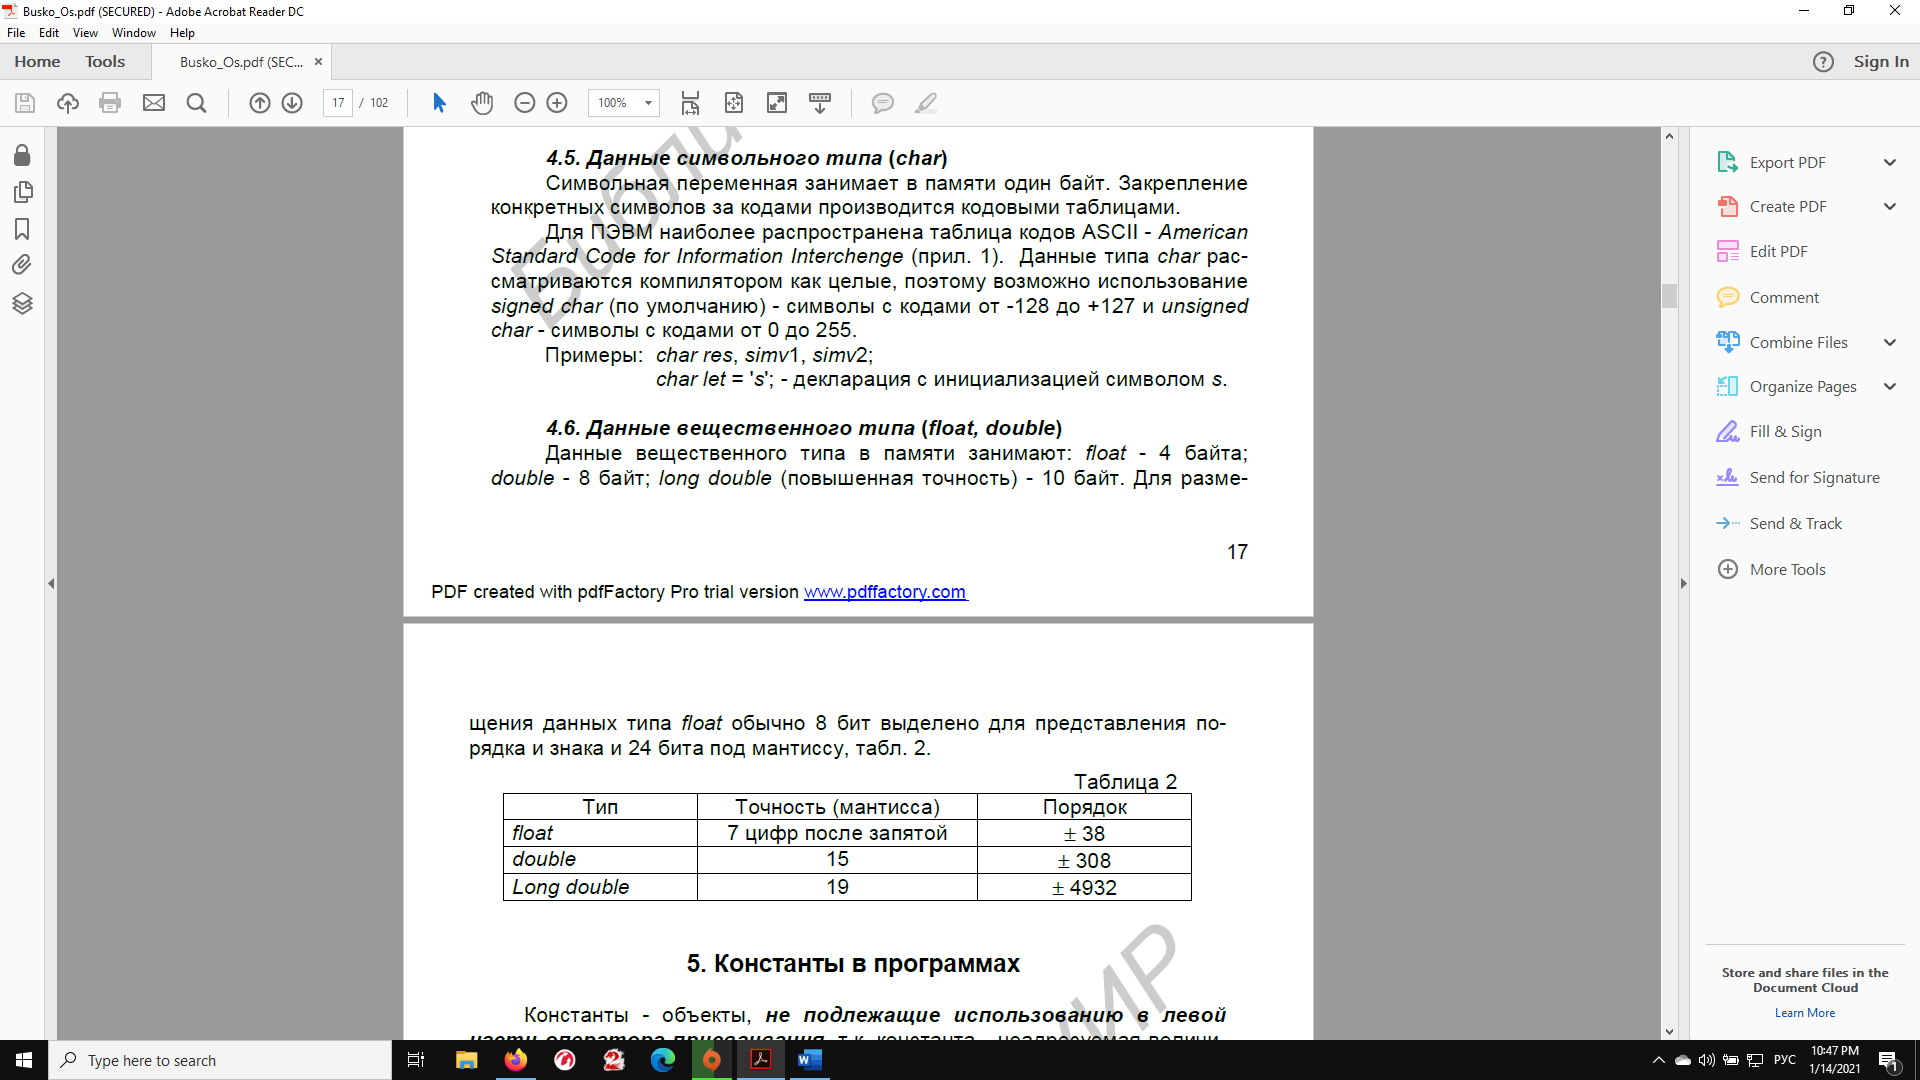 Busko_Os.pdf (SECURED) - Adobe Acrobat Reader DC
File Edit View Window Help
Home Tools Busko_Os.pdf (SEC... × Sign In
17 / 102 100%
4.5. Данные символьного типа (char)
Символьная переменная занимает в памяти один байт. Закрепление
конкретных символов за кодами производится кодовыми таблицами.
Для ПЭВМ наиболее распространена таблица кодов ASCII - American
Standard Code for Information Interchenge (прил. 1). Данные типа char рас-
сматриваются компилятором как целые, поэтому возможно использование
signed char (по умолчанию) - символы с кодами от -128 до +127 и unsigned
char - символы с кодами от 0 до 255.
Примеры: char res, simv1, simv2;
char let = 's'; - декларация с инициализацией символом s.
4.6. Данные вещественного типа (float, double)
Данные вещественного типа в памяти занимают: float - 4 байта;
double - 8 байт; long double (повышенная точность) - 10 байт. Для разме-
17
PDF created with pdfFactory Pro trial version www.pdffactory.com
щения данных типа float обычно 8 бит выделено для представления по-
рядка и знака и 24 бита под мантиссу, табл. 2.
Таблица 2
Тип Точность (мантисса) Порядок
float 7 цифр после запятой ± 38
double 15 ± 308
Long double 19 ± 4932
5. Константы в программах
Константы - объекты, не подлежащие использованию в левой
части оператора присваивания, т.к. константа - неадресуемая величи-
Библи
УИР
Export PDF
Create PDF
Edit PDF
Comment
Combine Files
Organize Pages
Fill & Sign
Send for Signature
Send & Track
More Tools
Store and share files in the
Document Cloud
Learn More
Type here to search
РУС
10:47 PM
1/14/2021
1